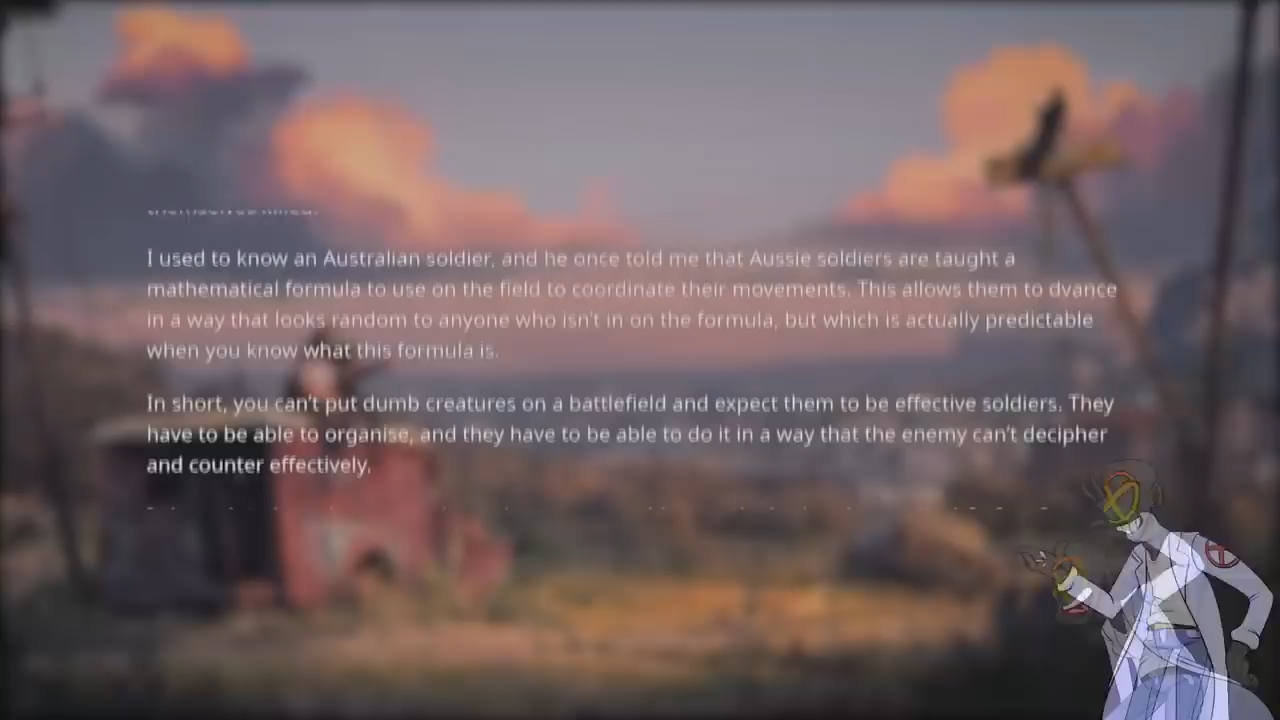 themselves killed.
I used to know an Australian soldier, and he once told me that Aussie soldiers are taught a
mathematical formula to use on the field to coordinate their movements. This allows them to dvance
in a way that looks random to anyone who isn't in on the formula, but which is actually predictable
when you know what this formula is.
In short, you can't put dumb creatures on a battlefield and expect them to be effective soldiers. They
have to be able to organise, and they have to be able to do it in a way that the enemy can't decipher
and counter effectively.